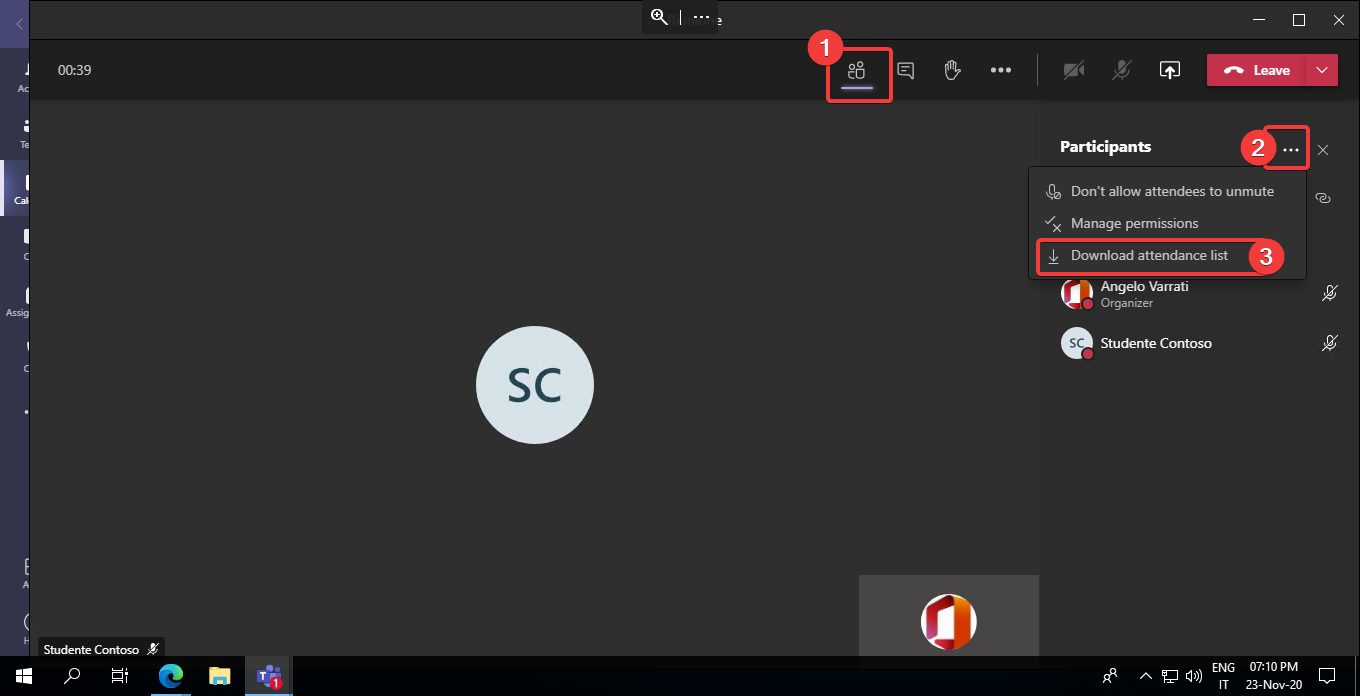 00:39
1
Leave
Participants
2
Don't allow attendees to unmute
Manage permissions
Download attendance list
3
Angelo Varrati
Organizer
SC
Studente Contoso
SC
Studente Contoso
T
1
ENG
IT
07:10 PM
23-Nov-20